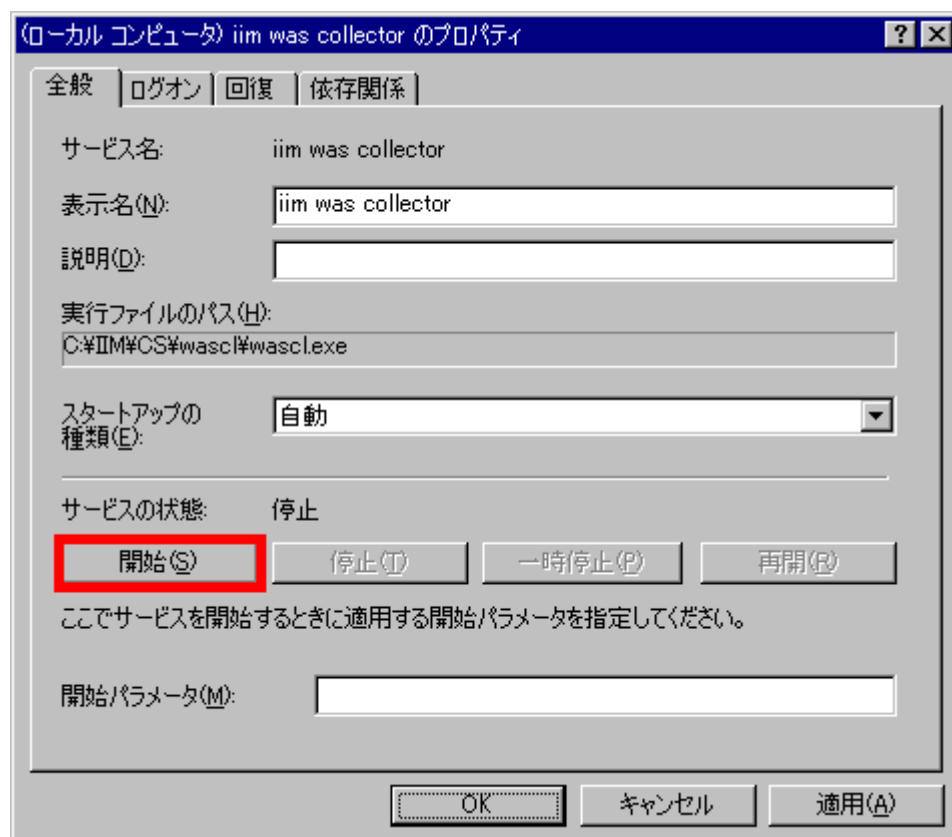 (ローカル コンピュータ) iim was collector のプロパティ
全般 ログオン 回復 依存関係
サービス名: iim was collector
表示名(N): iim was collector
説明(D):
実行ファイルのパス(H):
C:¥IIM¥CS¥wascl¥wascl.exe
スタートアップの
種類(E): 自動
サービスの状態: 停止
開始(S) 停止(T) 一時停止(P) 再開(R)
ここでサービスを開始するときに適用する開始パラメータを指定してください。
開始パラメータ(M):
OK キャンセル 適用(A)